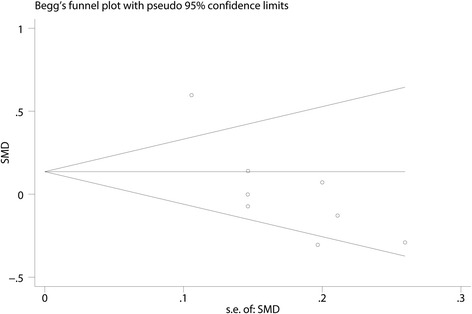 Begg's funnel plot with pseudo 95% confidence limits
1
.5
SMD
0
–.5
0 .1 .2 .3
s.e. of: SMD